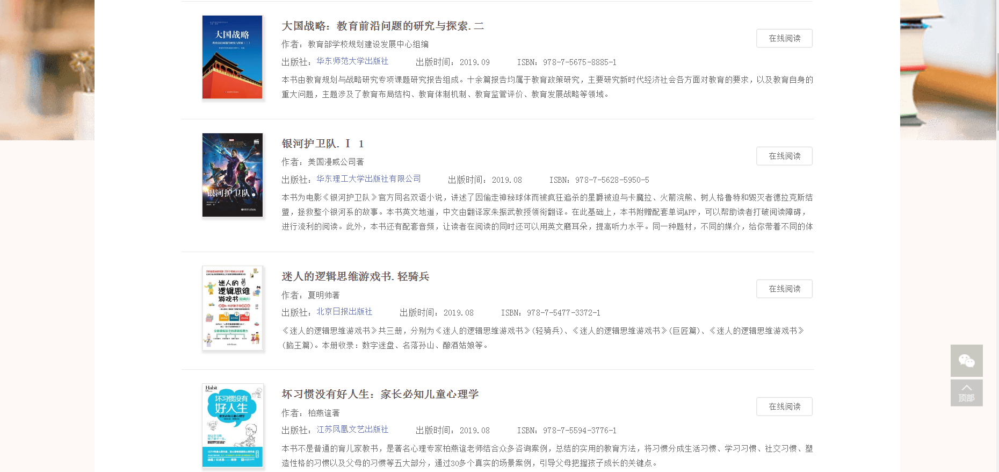 大国战略
教育前沿问题的研究与探索（二）
大国战略：教育前沿问题的研究与探索.二
在线阅读
作者：教育部学校规划建设发展中心组编
出版社：华东师范大学出版社 出版时间：2019.09 ISBN：978-7-5675-8885-1
本书由教育规划与战略研究专项课题研究报告组成。十余篇报告均属于教育政策研究，主要研究新时代经济社会各方面对教育的要求，以及教育自身的
重大问题，主题涉及了教育布局结构、教育体制机制、教育监管评价、教育发展战略等领域。
银河护卫队
银河护卫队.Ⅰ 1
在线阅读
作者：美国漫威公司著
出版社：华东理工大学出版社有限公司 出版时间：2019.08 ISBN：978-7-5628-5950-5
本书为电影《银河护卫队》官方同名双语小说，讲述了因偷走神秘球体而被疯狂追杀的星爵被迫与卡魔拉、火箭浣熊、树人格鲁特和毁灭者德拉克斯结
盟，拯救整个银河系的故事。本书英文地道，中文由翻译家朱振武教授领衔翻译。在此基础上，本书附赠配套单词APP，可以帮助读者打破阅读障碍，
进行流利的阅读。此外，本书还有配套音频，让读者在阅读的同时还可以用英文磨耳朵，提高听力水平。同一种题材，不同的媒介，给你带着不同的体
迷人的
逻辑思维
游戏书
迷人的逻辑思维游戏书.轻骑兵
在线阅读
作者：夏明帅著
出版社：北京日报出版社 出版时间：2019.08 ISBN：978-7-5477-3372-1
《迷人的逻辑思维游戏书》共三册，分别为《迷人的逻辑思维游戏书》(轻骑兵)、《迷人的逻辑思维游戏书》(巨匠篇)、《迷人的逻辑思维游戏书》
(脑王篇)。本册收录：数字迷盘、名落孙山、酿酒姑娘等。
顶部
Habit
坏习惯没有
好人生
家长必知儿童心理学
坏习惯没有好人生：家长必知儿童心理学
在线阅读
作者：柏燕谊著
出版社：江苏凤凰文艺出版社 出版时间：2019.08 ISBN：978-7-5594-3776-1
本书不是普通的育儿家教书，是著名心理专家柏燕谊老师结合众多咨询案例，总结的实用的教育方法，将习惯分成生活习惯、学习习惯、社交习惯、塑
造性格的习惯以及父母的习惯等五大部分，通过30多个真实的场景案例，引导父母把握孩子成长的关键点。